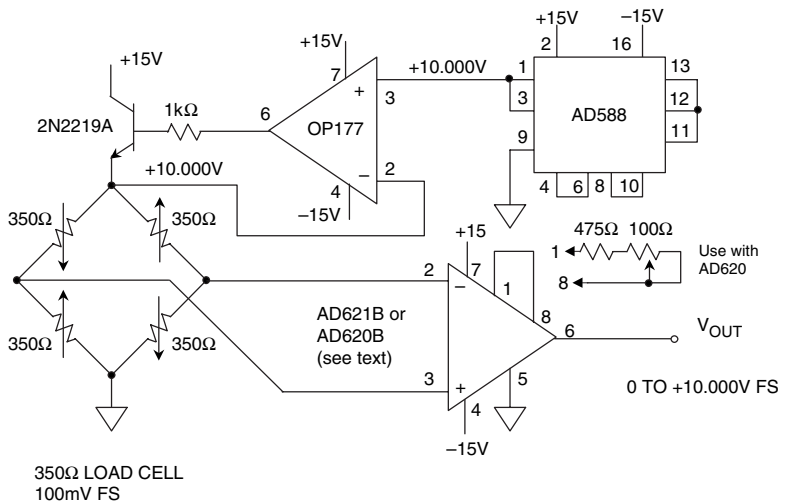 +15V
–15V
2
16
+15V
+15V
7
+10.000V
1
13
1kΩ
6
+
3
3
12
2N2219A
OP177
AD588
9
11
+10.000V
–
2
4
6
8
10
4
–15V
350Ω
350Ω
+15
475Ω
100Ω
1
Use with
AD620
8
2
–
7
1
8
AD621B or
AD620B
(see text)
6
VOUT
350Ω
350Ω
3
+
5
4
0 TO +10.000V FS
–15V
350Ω LOAD CELL
100mV FS